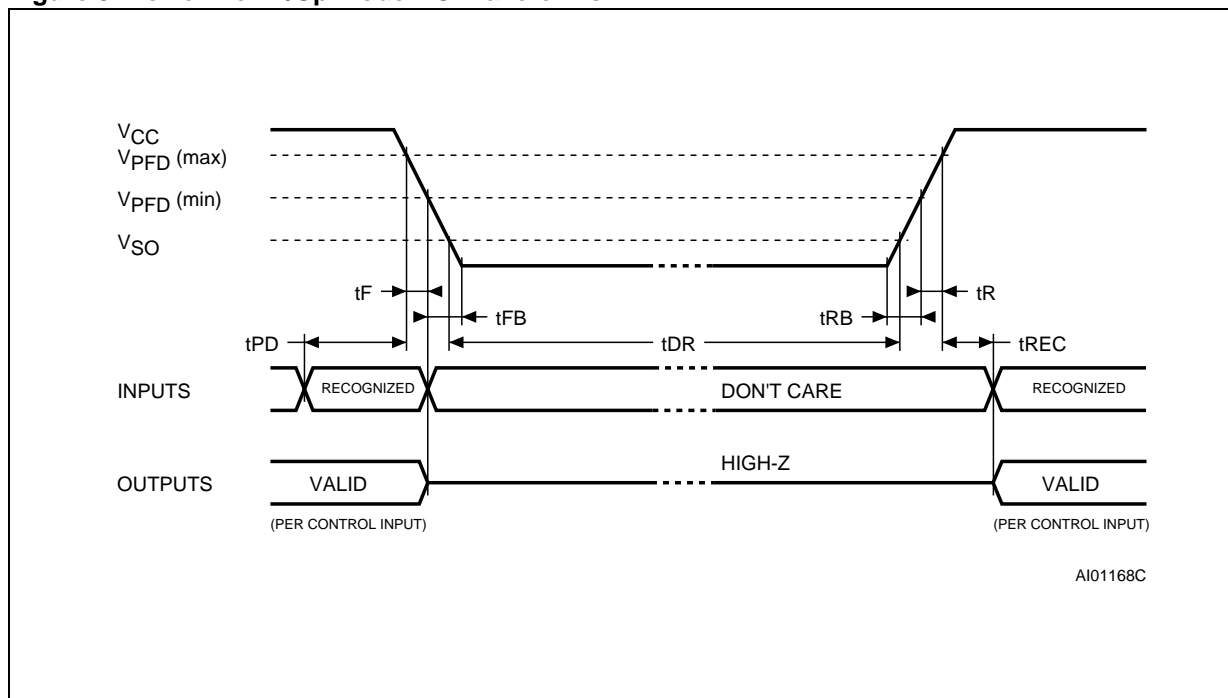 VCC
VPFD (max)
VPFD (min)
VSO
tF
tFB
tRB
tR
tPD
tDR
tREC
INPUTS
RECOGNIZED
DON'T CARE
RECOGNIZED
HIGH-Z
OUTPUTS
VALID
VALID
(PER CONTROL INPUT)
(PER CONTROL INPUT)
AI01168C